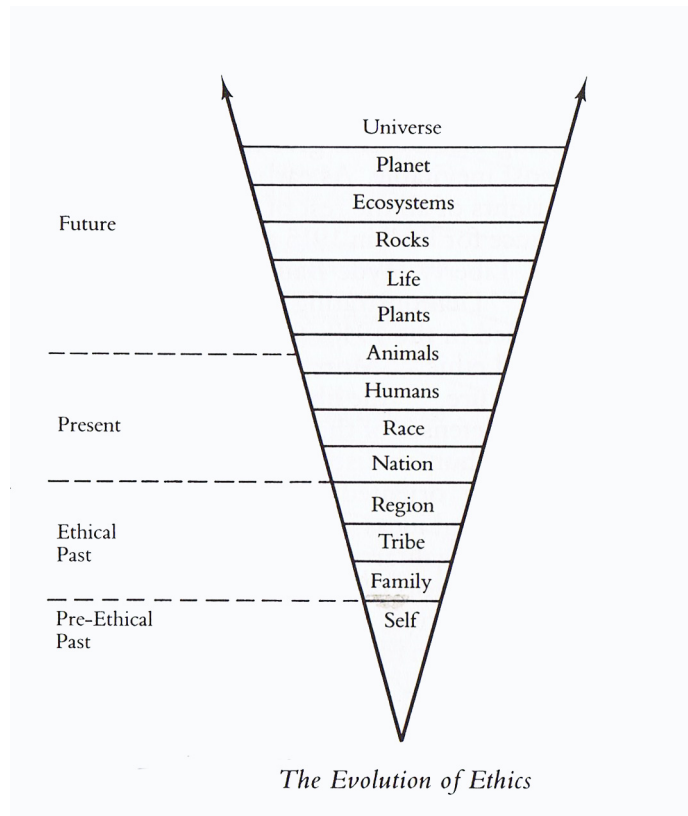 Universe
Planet
Ecosystems
Future
Rocks
Life
Plants
Animals
Humans
Present
Race
Nation
Region
Ethical
Past
Tribe
Family
Pre-Ethical
Past
Self
The Evolution of Ethics